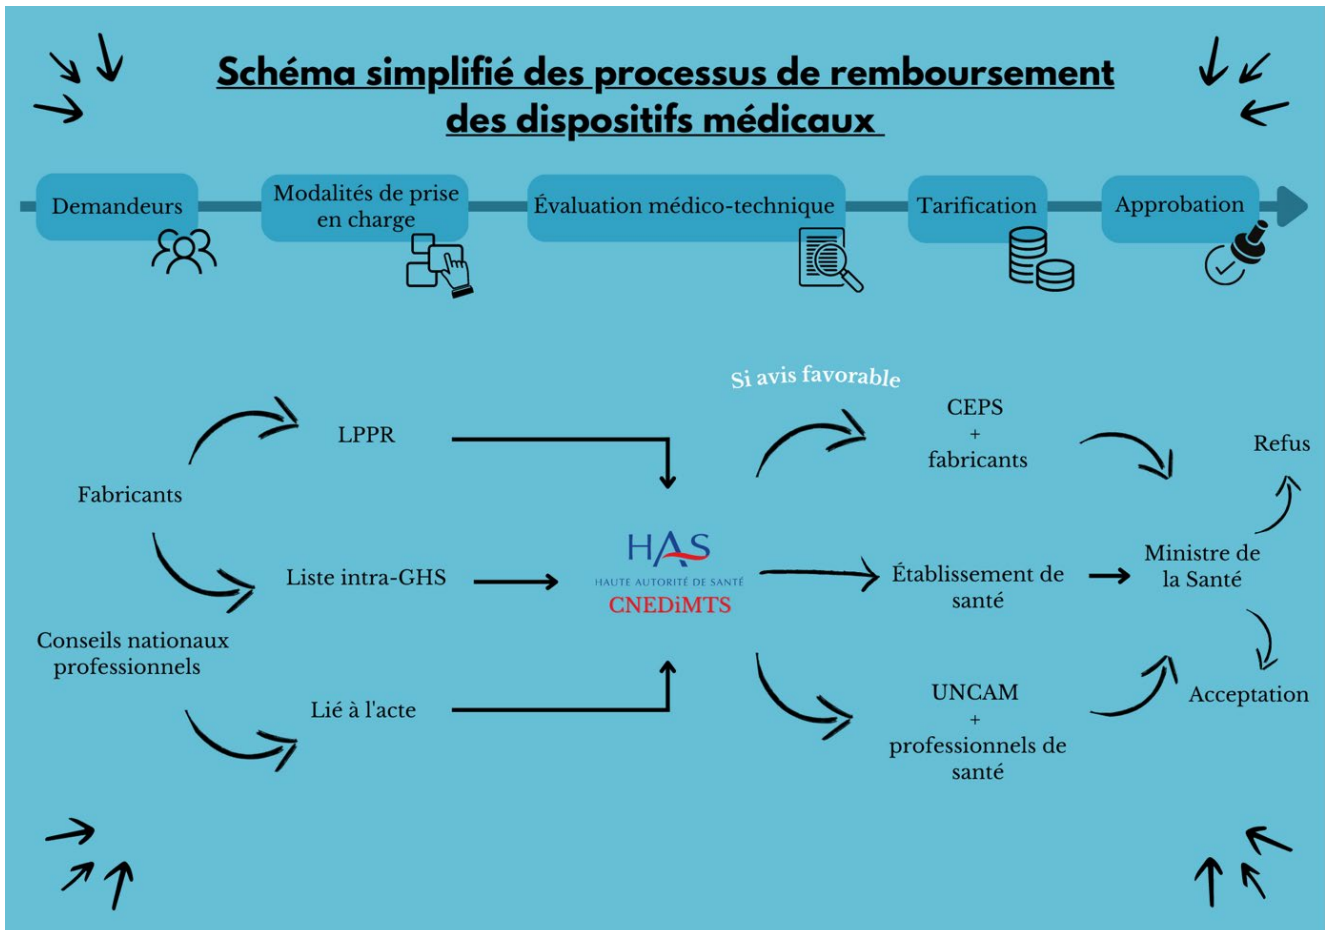 Schéma simplifié des processus de remboursement
des dispositifs médicaux
Demandeurs
Modalités de prise
en charge
Évaluation médico-technique
Tarification
Approbation
Si avis favorable
Fabricants
Conseils nationaux
professionnels
LPPR
Liste intra-GHS
Lié à l'acte
HAS
HAUTE AUTORITÉ DE SANTÉ
CNEDiMTS
CEPS
+
fabricants
Établissement de
santé
UNCAM
+
professionnels de
santé
Ministre de
la Santé
Refus
Acceptation